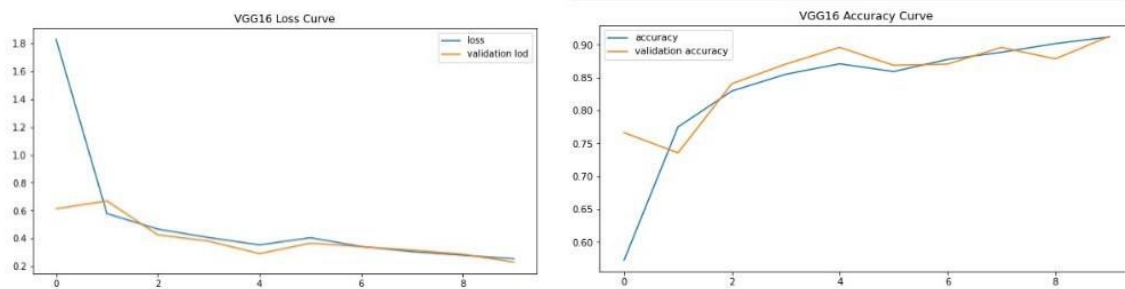 VGG16 Loss Curve
1.8
1.6
1.4
1.2
1.0
0.8
0.6
0.4
0.2
loss
validation lod
0 2 4 6 8
VGG16 Accuracy Curve
0.90
0.85
0.80
0.75
0.70
0.65
0.60
accuracy
validation accuracy
0 2 4 6 8